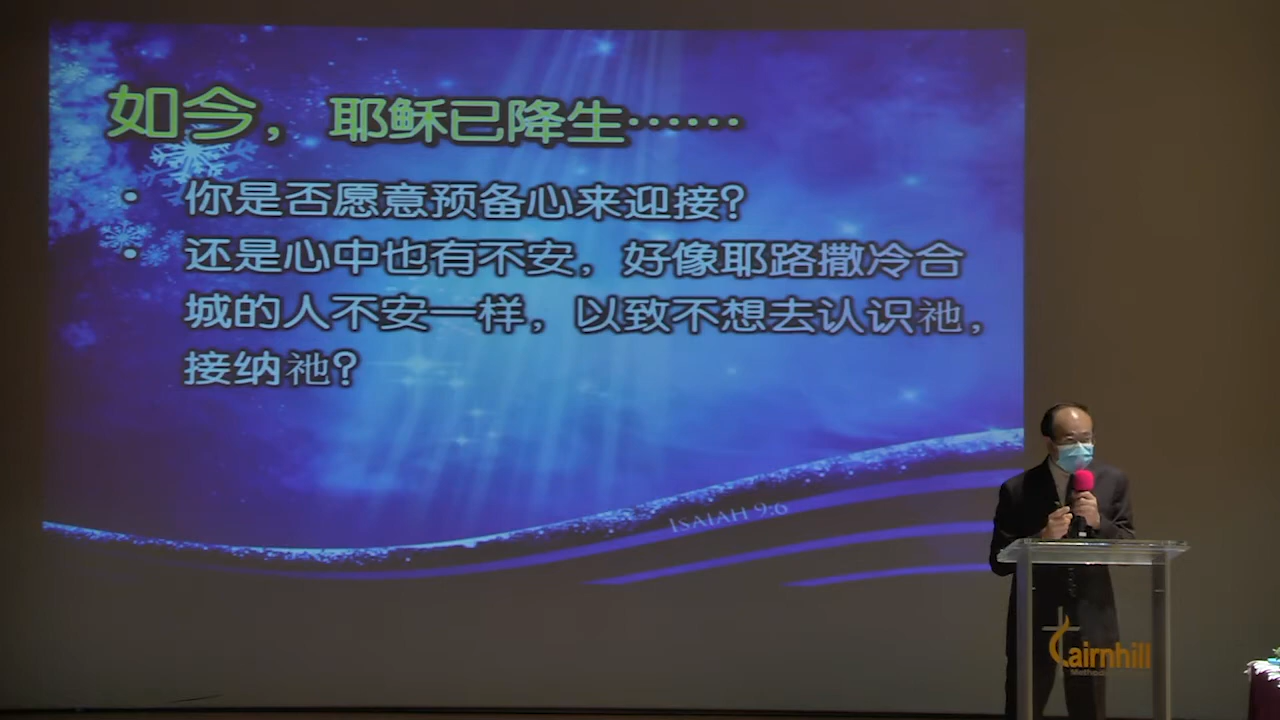 如今，耶稣已降生……
• 你是否愿意预备心来迎接？
• 还是心中也有不安，好像耶路撒冷合
城的人不安一样，以致不想去认识祂，
接纳祂？
ISAIAH 9:6
airnhill